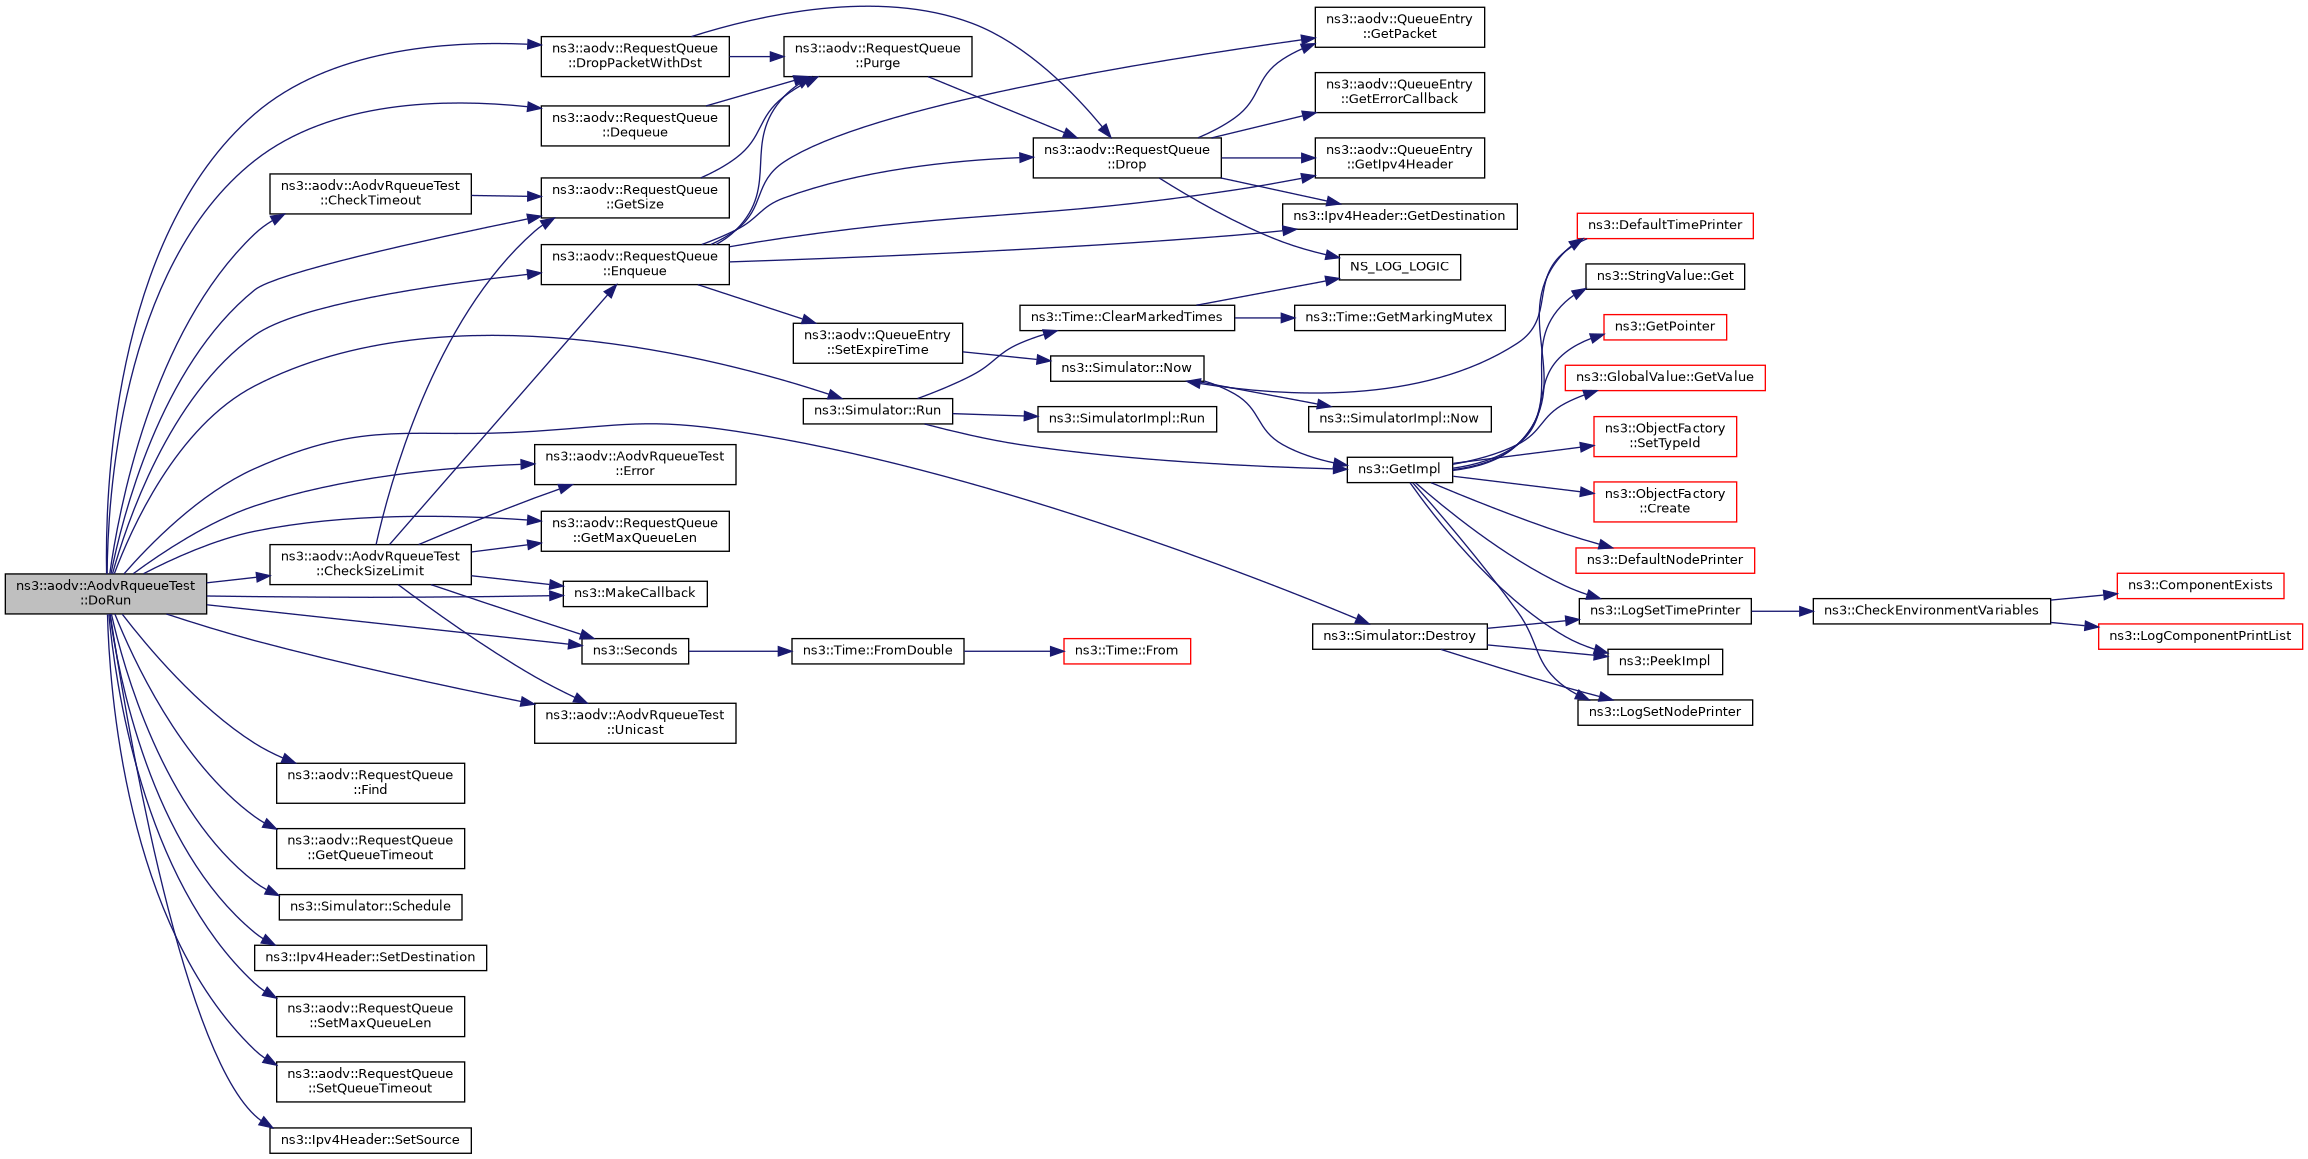 ns3::aodv::AodvRqueueTest
::DoRun
ns3::aodv::AodvRqueueTest
::CheckTimeout
ns3::aodv::AodvRqueueTest
::CheckSizeLimit
ns3::aodv::RequestQueue
::Find
ns3::aodv::RequestQueue
::GetQueueTimeout
ns3::Simulator::Schedule
ns3::Ipv4Header::SetDestination
ns3::aodv::RequestQueue
::SetMaxQueueLen
ns3::aodv::RequestQueue
::SetQueueTimeout
ns3::Ipv4Header::SetSource
ns3::aodv::RequestQueue
::DropPacketWithDst
ns3::aodv::RequestQueue
::Dequeue
ns3::aodv::RequestQueue
::GetSize
ns3::aodv::RequestQueue
::Enqueue
ns3::aodv::AodvRqueueTest
::Error
ns3::aodv::RequestQueue
::GetMaxQueueLen
ns3::MakeCallback
ns3::Seconds
ns3::aodv::AodvRqueueTest
::Unicast
ns3::aodv::RequestQueue
::Purge
ns3::aodv::QueueEntry
::SetExpireTime
ns3::Simulator::Run
ns3::Time::FromDouble
ns3::aodv::RequestQueue
::Drop
ns3::Time::ClearMarkedTimes
ns3::Simulator::Now
ns3::SimulatorImpl::Run
ns3::Time::From
ns3::aodv::QueueEntry
::GetPacket
ns3::aodv::QueueEntry
::GetErrorCallback
ns3::aodv::QueueEntry
::GetIpv4Header
ns3::Ipv4Header::GetDestination
NS_LOG_LOGIC
ns3::Time::GetMarkingMutex
ns3::SimulatorImpl::Now
ns3::GetImpl
ns3::Simulator::Destroy
ns3::DefaultTimePrinter
ns3::StringValue::Get
ns3::GetPointer
ns3::GlobalValue::GetValue
ns3::ObjectFactory
::SetTypeId
ns3::ObjectFactory
::Create
ns3::DefaultNodePrinter
ns3::LogSetTimePrinter
ns3::PeekImpl
ns3::LogSetNodePrinter
ns3::CheckEnvironmentVariables
ns3::ComponentExists
ns3::LogComponentPrintList